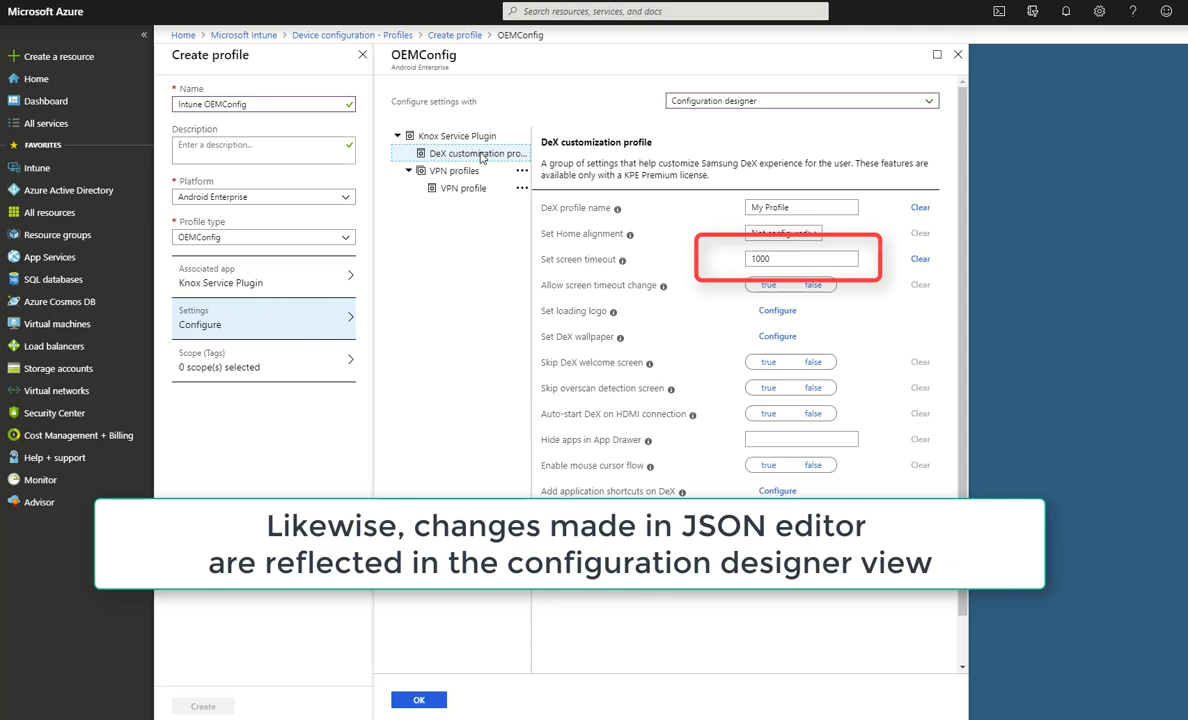 Microsoft Azure
Search resources, services, and docs
Home > Microsoft Intune > Device configuration - Profiles > Create profile > OEMConfig
Create a resource
Home
Dashboard
All services
FAVORITES
Intune
Azure Active Directory
All resources
Resource groups
App Services
SQL databases
Azure Cosmos DB
Virtual machines
Load balancers
Storage accounts
Virtual networks
Security Center
Cost Management + Billing
Help + support
Monitor
Advisor
Create profile
* Name
Intune OEMConfig
Description
Enter a description...
* Platform
Android Enterprise
* Profile type
OEMConfig
Associated app
Knox Service Plugin
Settings
Configure
Scope (Tags)
0 scope(s) selected
Create
OEMConfig
Android Enterprise
Configure settings with
Configuration designer
Knox Service Plugin
DeX customization pro...
VPN profiles
VPN profile
DeX customization profile
A group of settings that help customize Samsung DeX experience for the user. These features are
available only with a KPE Premium license.
DeX profile name My Profile Clear
Set Home alignment Not configured Clear
Set screen timeout 1000 Clear
Allow screen timeout change true false Clear
Set loading logo Configure
Set DeX wallpaper Configure
Skip DeX welcome screen true false Clear
Skip overscan detection screen true false Clear
Auto-start DeX on HDMI connection true false Clear
Hide apps in App Drawer Clear
Enable mouse cursor flow true false Clear
Add application shortcuts on DeX Configure
Likewise, changes made in JSON editor
are reflected in the configuration designer view
OK